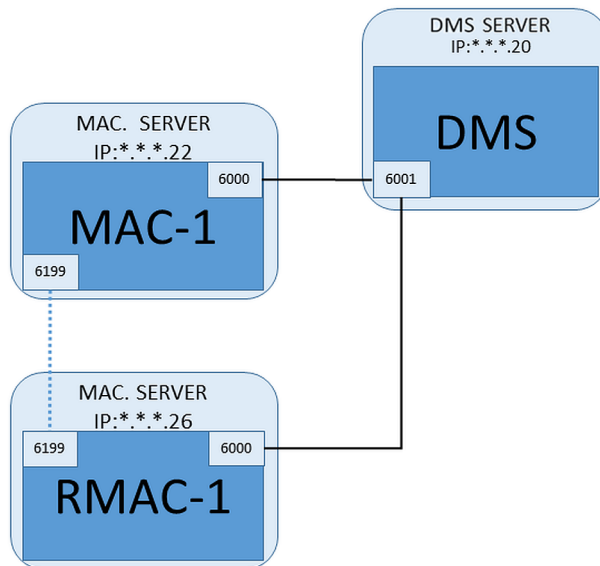 DMS SERVER
IP:*.*.*.20
DMS
6001
MAC. SERVER
IP:*.*.*.22
6000
MAC-1
6199
MAC. SERVER
IP:*.*.*.26
6199
6000
RMAC-1